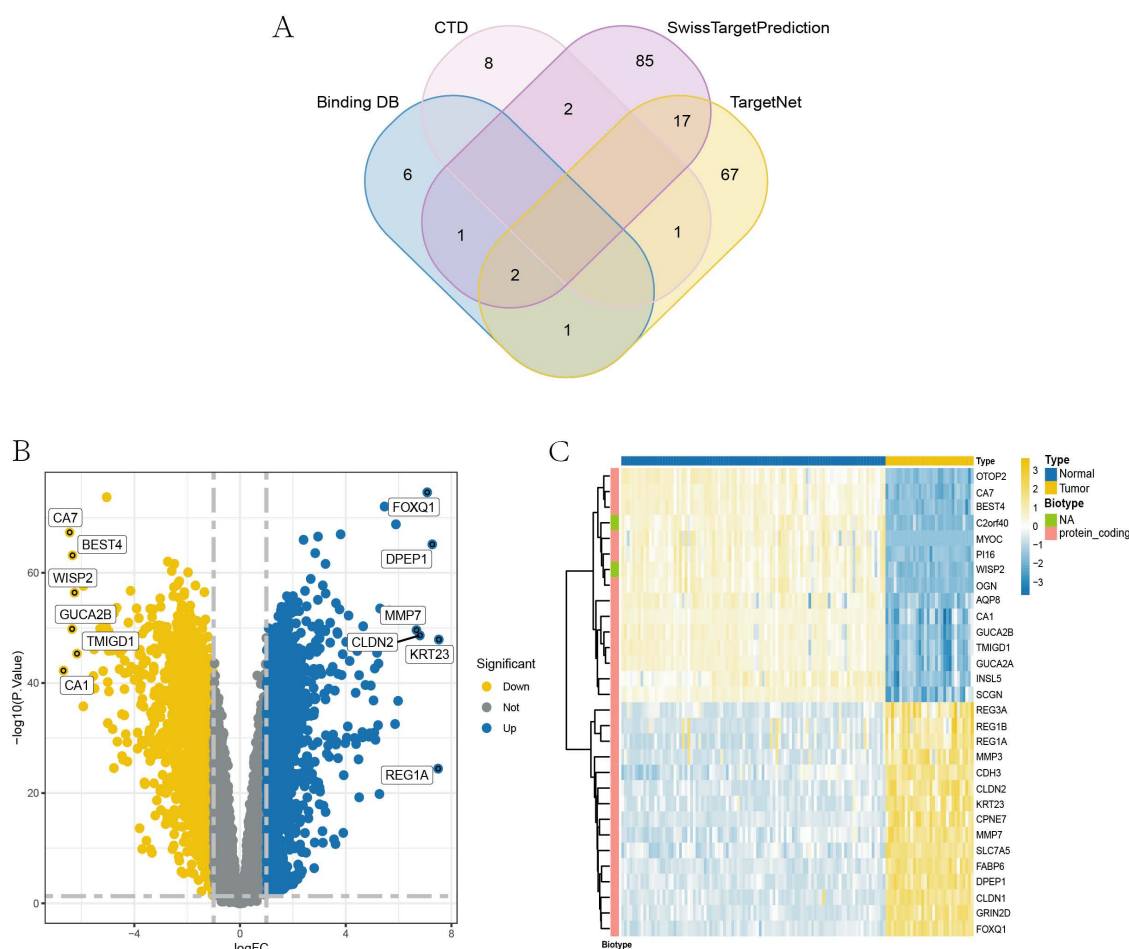 A
CTD
SwissTargetPrediction
Binding DB
TargetNet
8
85
2
17
6
67
1
1
2
1
B
C
CA7
BEST4
WISP2
GUCA2B
TMIGD1
CA1
FOXQ1
DPEP1
MMP7
CLDN2
KRT23
REG1A
−log10(P.Value)
60
40
20
0
−4
0
4
8
logFC
Significant
Down
Not
Up
Type
OTOP2
CA7
BEST4
C2orf40
MYOC
PI16
WISP2
OGN
AQP8
CA1
GUCA2B
TMIGD1
GUCA2A
INSL5
SCGN
REG3A
REG1B
REG1A
MMP3
CDH3
CLDN2
KRT23
CPNE7
MMP7
SLC7A5
FABP6
DPEP1
CLDN1
GRIN2D
FOXQ1
Biotype
3
2
1
0
−1
−2
−3
Type
Normal
Tumor
Biotype
NA
protein_coding